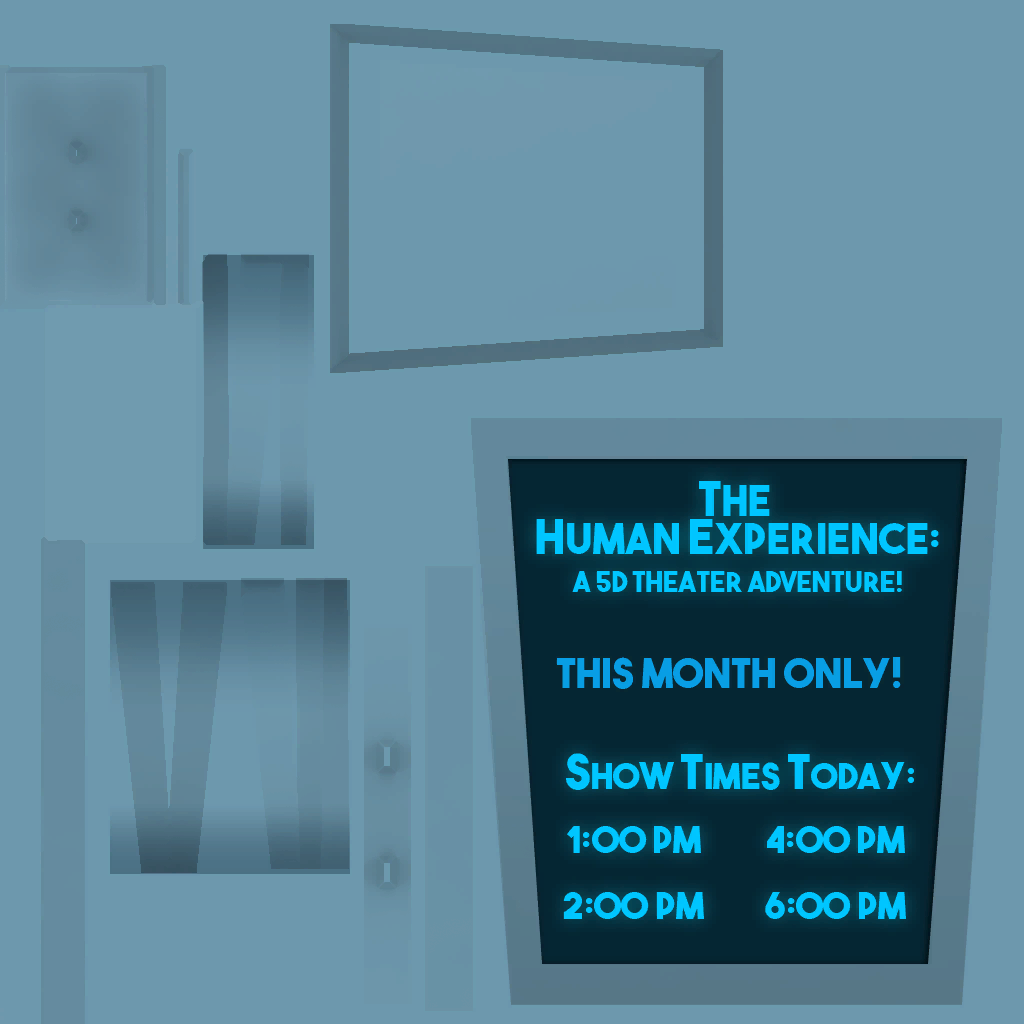 The
Human Experience:
A 5D THEATER ADVENTURE!
THIS MONTH ONLY!
Show Times Today:
1:00 PM 4:00 PM
2:00 PM 6:00 PM